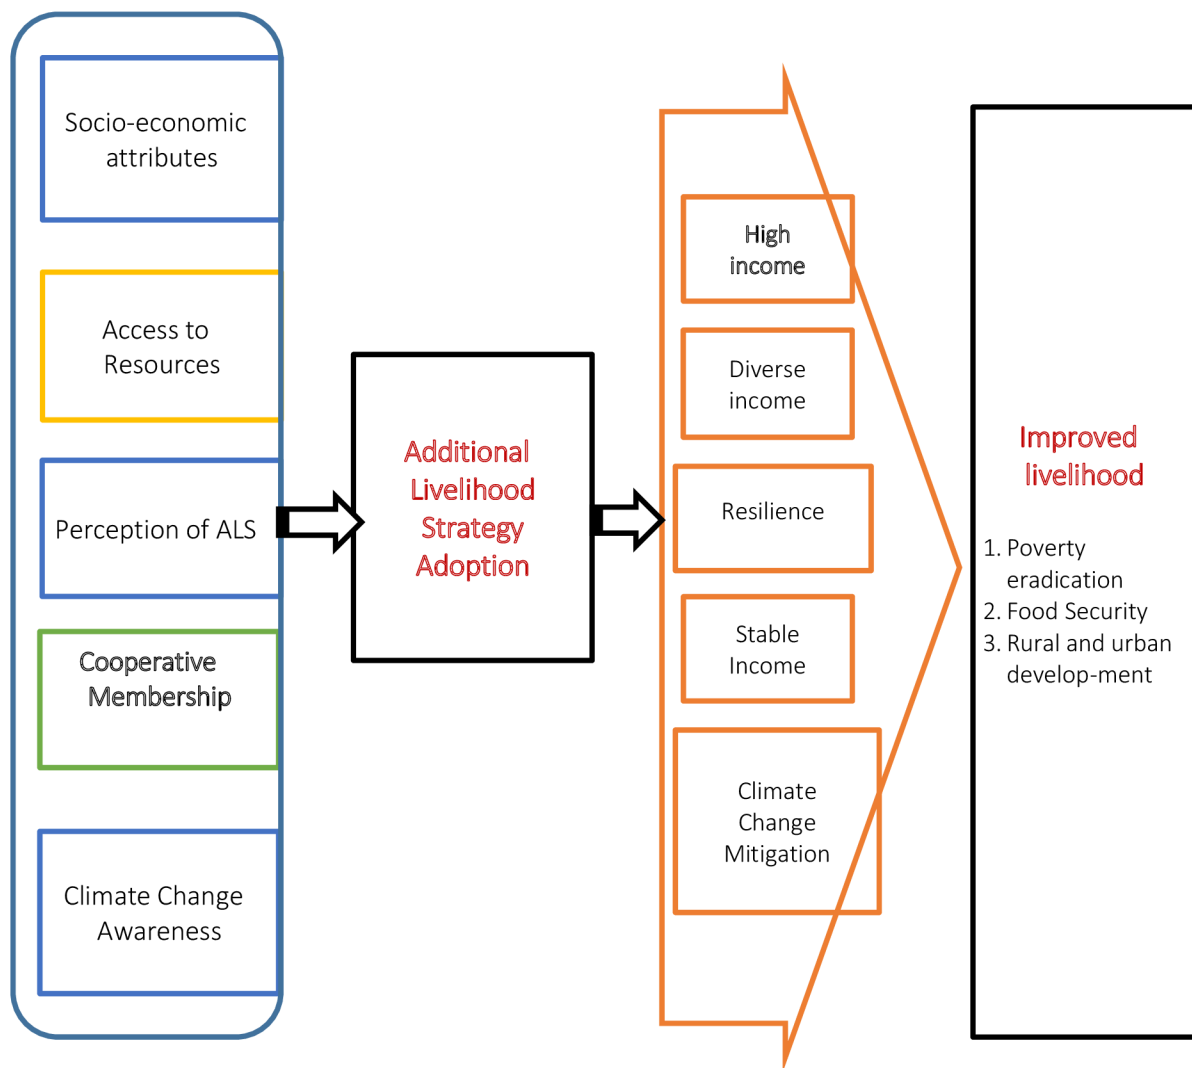 Socio-economic
attributes
Access to
Resources
Perception of ALS
Cooperative
Membership
Climate Change
Awareness
Additional
Livelihood
Strategy
Adoption
High
income
Diverse
income
Resilience
Stable
Income
Climate
Change
Mitigation
Improved
livelihood
1. Poverty
eradication
2. Food Security
3. Rural and urban
develop-ment